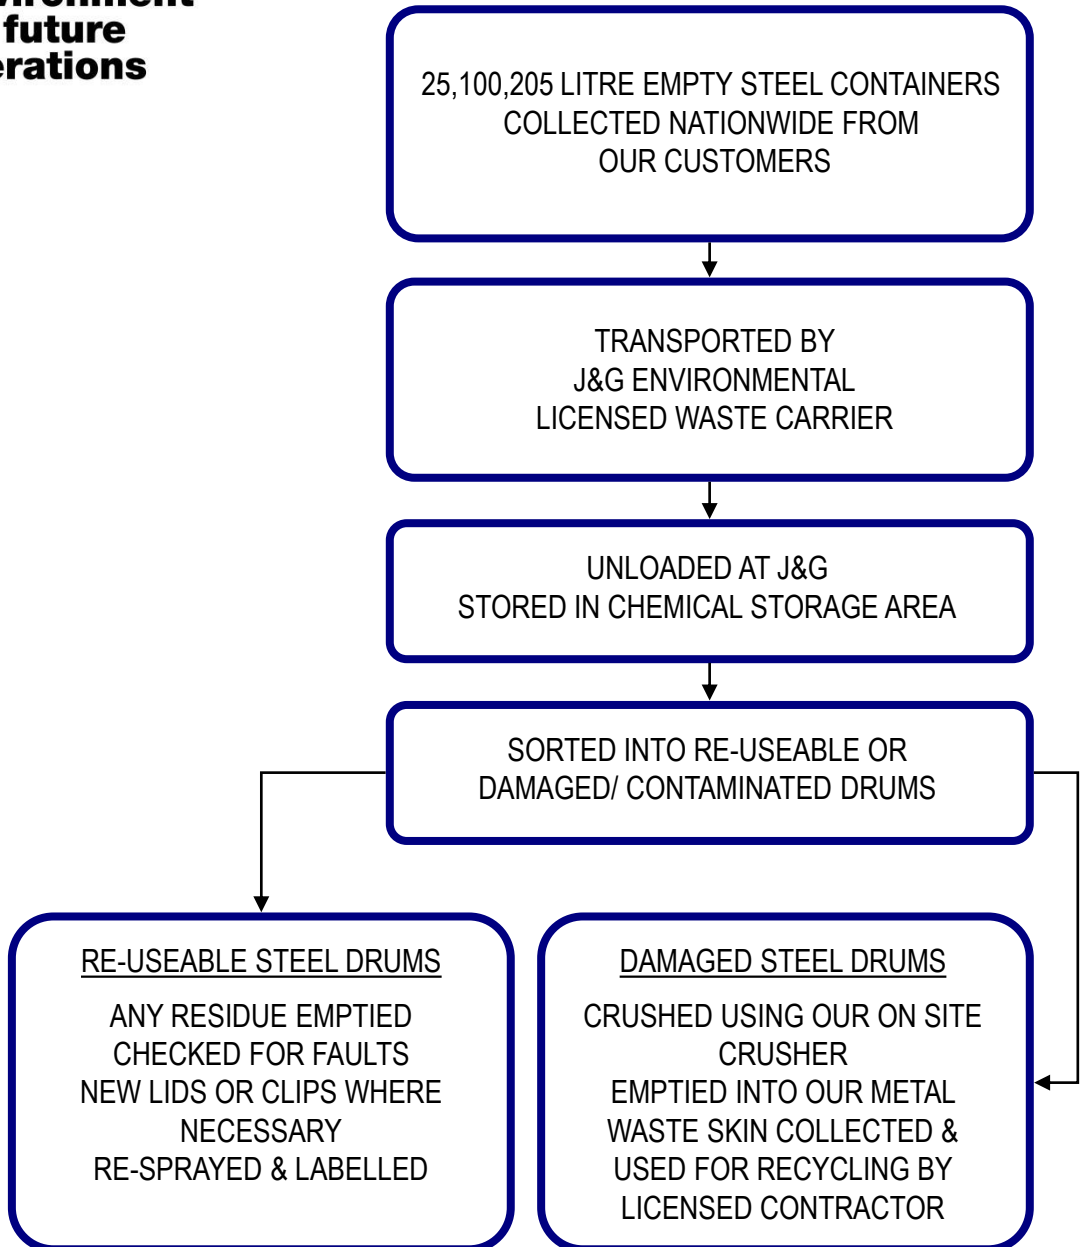 future
25,100,205 LITRE EMPTY STEEL CONTAINERS
COLLECTED NATIONWIDE FROM
OUR CUSTOMERS
TRANSPORTED BY
J&G ENVIRONMENTAL
LICENSED WASTE CARRIER
UNLOADED AT J&G
STORED IN CHEMICAL STORAGE AREA
SORTED INTO RE-USEABLE OR
DAMAGED/ CONTAMINATED DRUMS
RE-USEABLE STEEL DRUMS
ANY RESIDUE EMPTIED
CHECKED FOR FAULTS
NEW LIDS OR CLIPS WHERE
NECESSARY
RE-SPRAYED & LABELLED
DAMAGED STEEL DRUMS
CRUSHED USING OUR ON SITE
CRUSHER
EMPTIED INTO OUR METAL
WASTE SKIN COLLECTED &
USED FOR RECYCLING BY
LICENSED CONTRACTOR